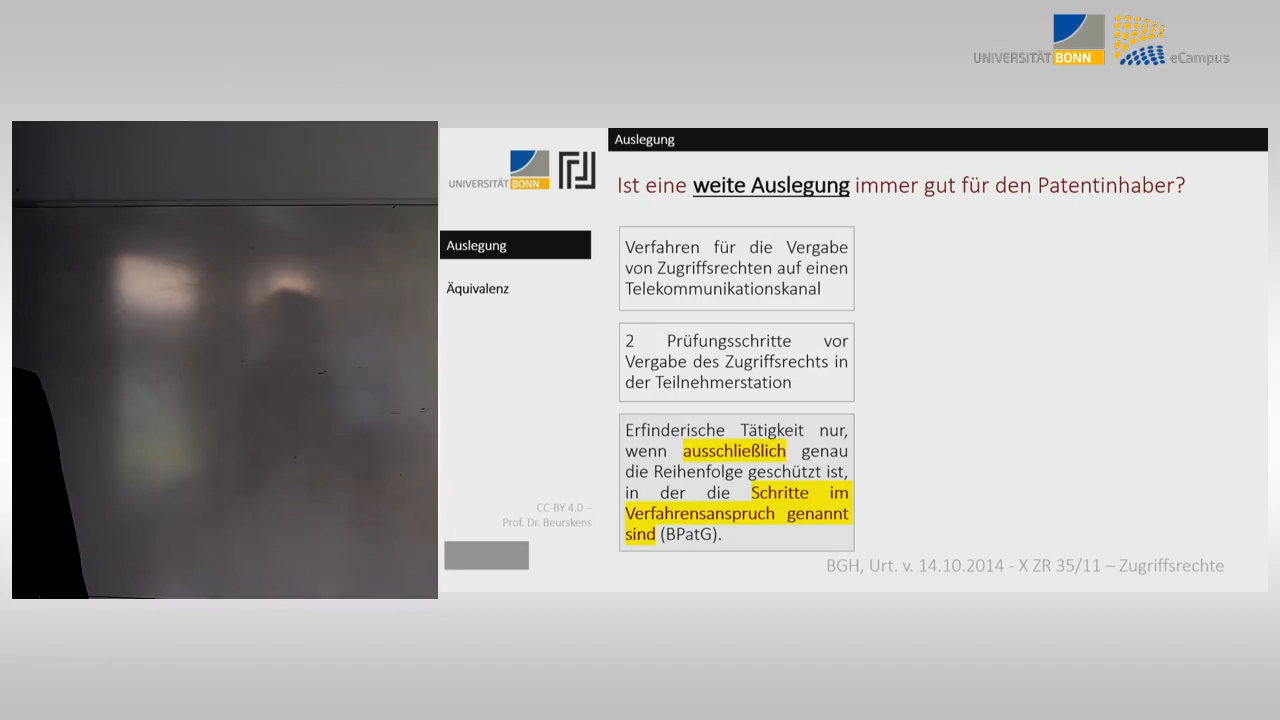 UNIVERSITÄT BONN
eCampus
UNIVERSITÄT BONN
Auslegung
Ist eine weite Auslegung immer gut für den Patentinhaber?
Auslegung
Äquivalenz
Verfahren für die Vergabe
von Zugriffsrechten auf einen
Telekommunikationskanal
2 Prüfungsschritte vor
Vergabe des Zugriffsrechts in
der Teilnehmerstation
Erfinderische Tätigkeit nur,
wenn ausschließlich genau
die Reihenfolge geschützt ist,
in der die Schritte im
Verfahrensanspruch genannt
sind (BPatG).
CC-BY 4.0 –
Prof. Dr. Beurskens
BGH, Urt. v. 14.10.2014 - X ZR 35/11 – Zugriffsrechte